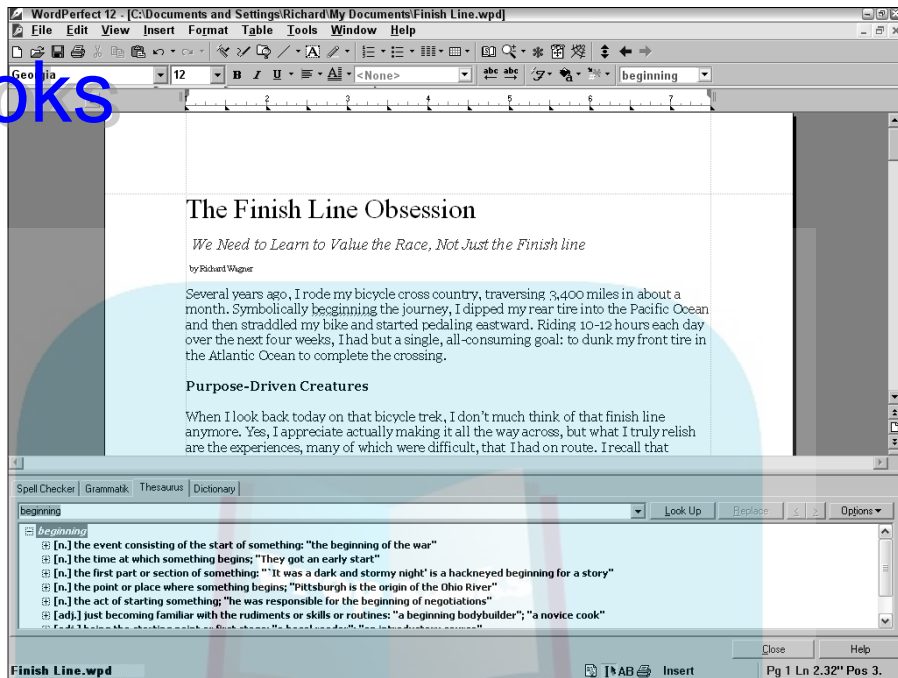 WordPerfect 12 - [C:\Documents and Settings\Richard\My Documents\Finish Line.wpd]
File Edit View Insert Format Table Tools Window Help
Georgia 12 B I U <None> abc abc beginning
oks
2 3 4 5 6 7
The Finish Line Obsession
We Need to Learn to Value the Race, Not Just the Finish line
by Richard Wagner
Several years ago, I rode my bicycle cross country, traversing 3,400 miles in about a
month. Symbolically becginning the journey, I dipped my rear tire into the Pacific Ocean
and then straddled my bike and started pedaling eastward. Riding 10-12 hours each day
over the next four weeks, I had but a single, all-consuming goal: to dunk my front tire in
the Atlantic Ocean to complete the crossing.
Purpose-Driven Creatures
When I look back today on that bicycle trek, I don't much think of that finish line
anymore. Yes, I appreciate actually making it all the way across, but what I truly relish
are the experiences, many of which were difficult, that I had on route. I recall that
Spell Checker Grammatik Thesaurus Dictionary
beginning Look Up Replace < > Options
beginning
[n.] the event consisting of the start of something: "the beginning of the war"
[n.] the time at which something begins; "They got an early start"
[n.] the first part or section of something: "`It was a dark and stormy night' is a hackneyed beginning for a story"
[n.] the point or place where something begins; "Pittsburgh is the origin of the Ohio River"
[n.] the act of starting something; "he was responsible for the beginning of negotiations"
[adj.] just becoming familiar with the rudiments or skills or routines: "a beginning bodybuilder"; "a novice cook"
Close Help
Finish Line.wpd AB Insert Pg 1 Ln 2.32" Pos 3.